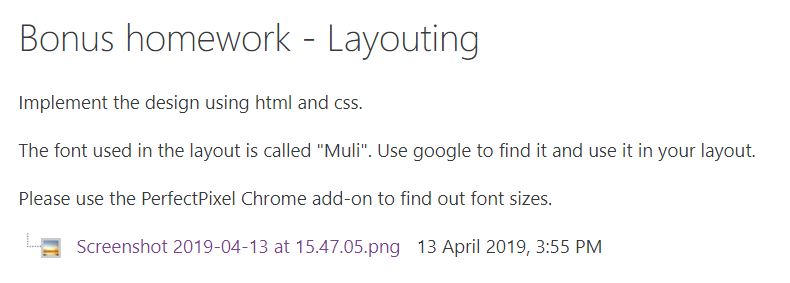 Bonus homework - Layouting
Implement the design using html and css.
The font used in the layout is called "Muli". Use google to find it and use it in your layout.
Please use the PerfectPixel Chrome add-on to find out font sizes.
Screenshot 2019-04-13 at 15.47.05.png 13 April 2019, 3:55 PM